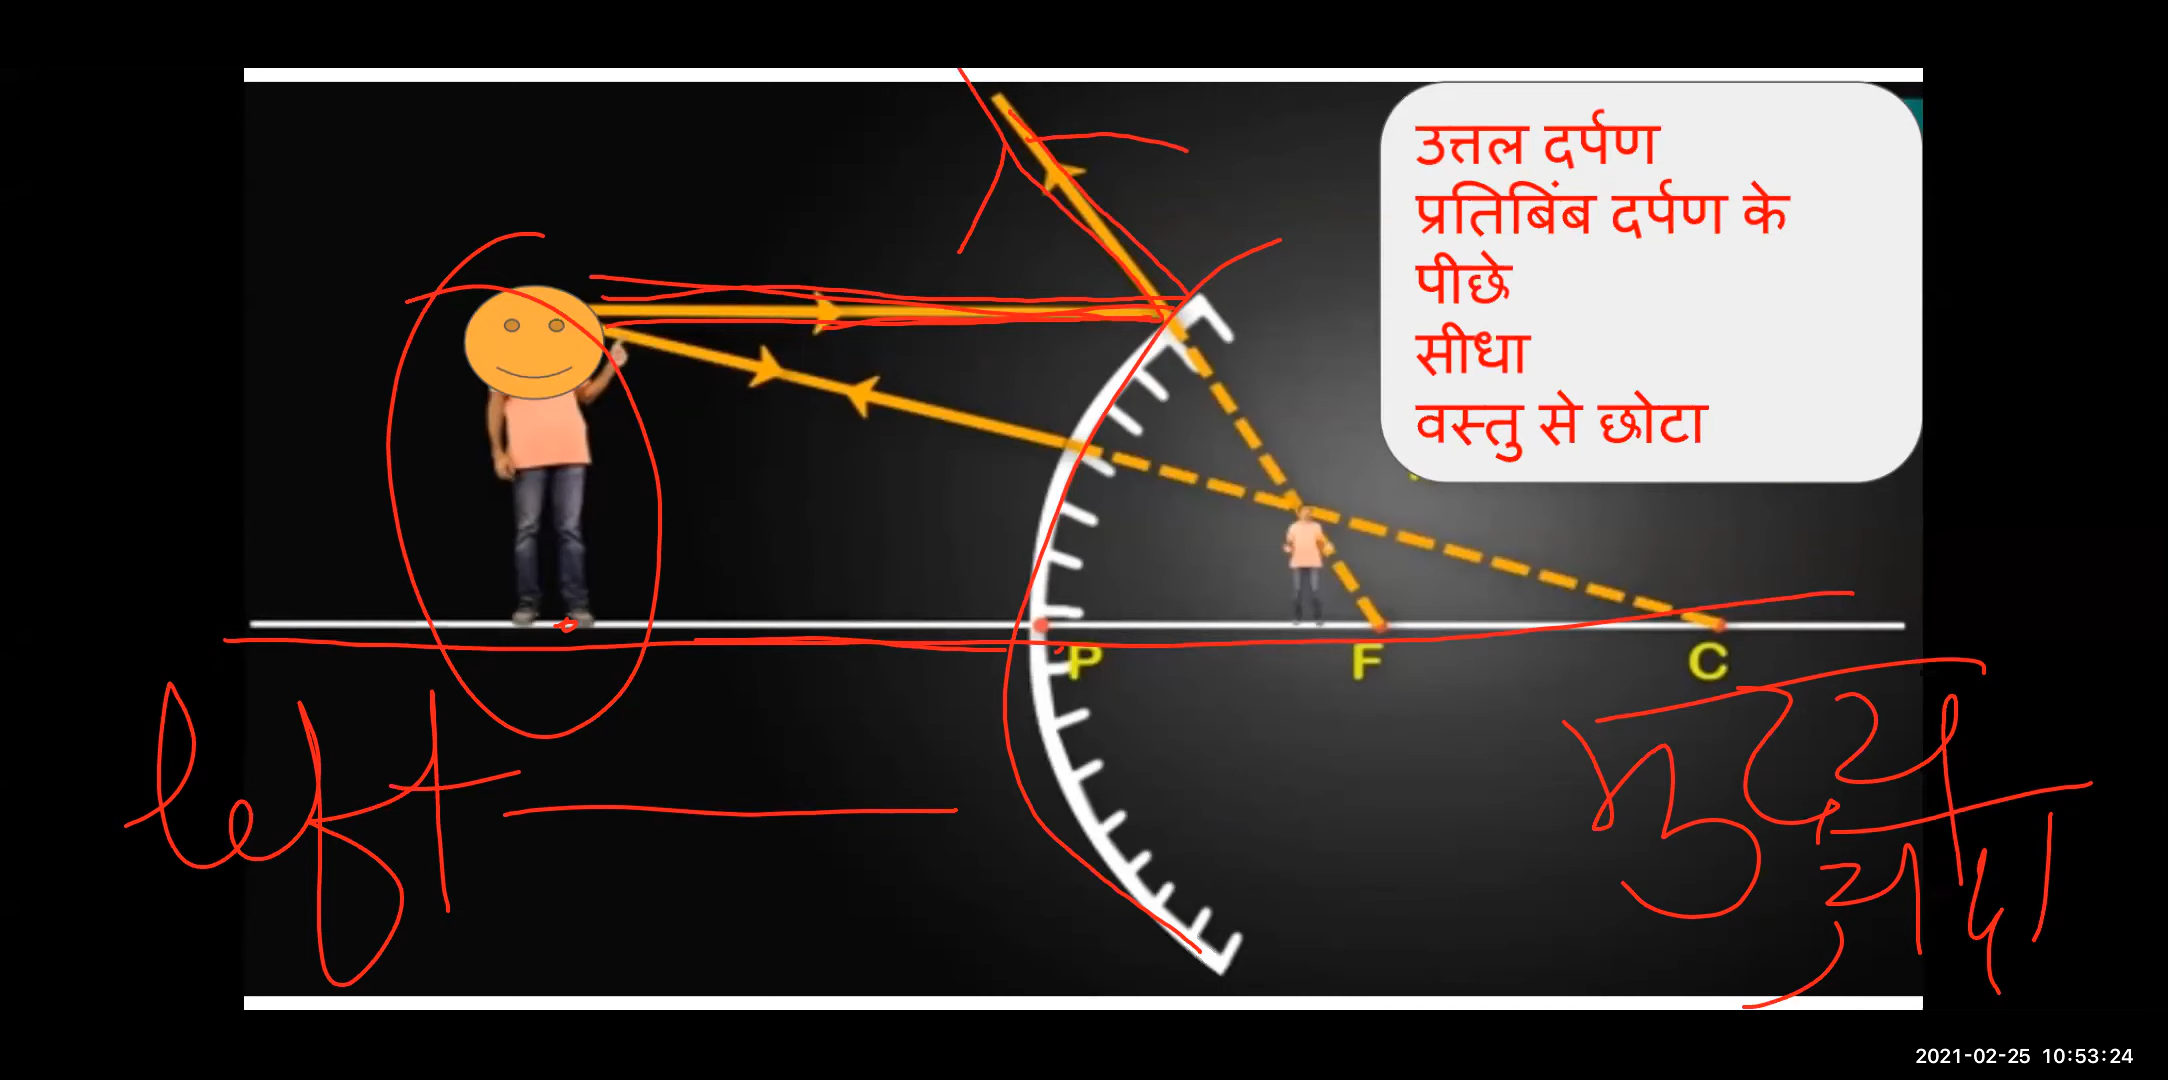 उत्तल दर्पण
प्रतिबिंब दर्पण के
पीछे
सीधा
वस्तु से छोटा
P F C
left
2021-02-25 10:53:24